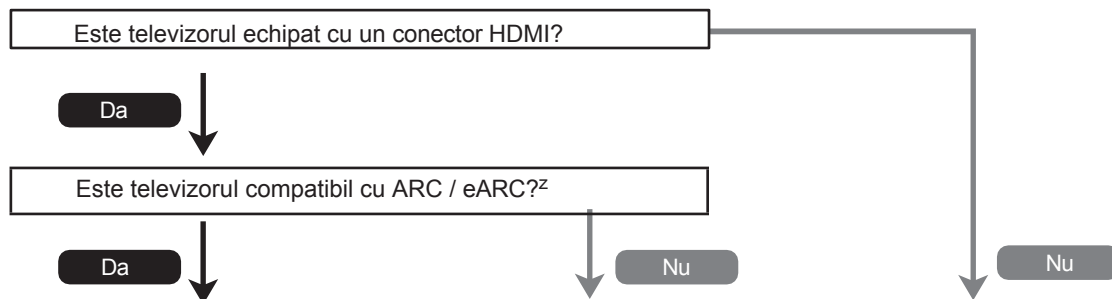 Este televizorul echipat cu un conector HDMI?
Da
Este televizorul compatibil cu ARC / eARC?z
Da
Nu
Nu